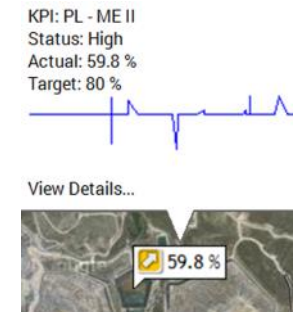 KPI: PL - ME II
Status: High
Actual: 59.8 %
Target: 80 %
View Details...
59.8 %